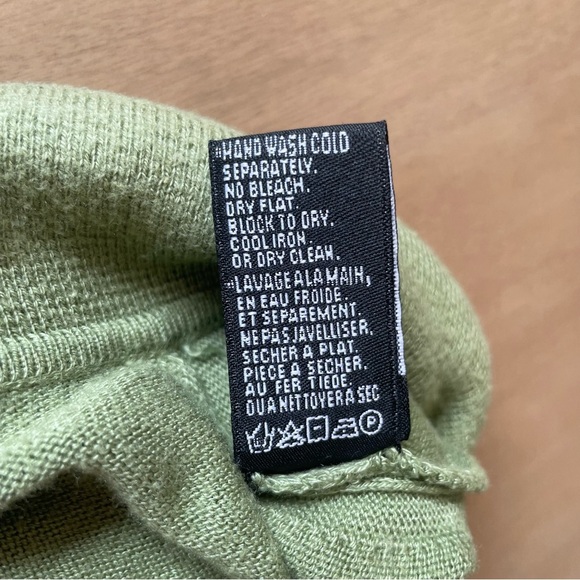 HAND WASH COLD
SEPARATELY.
NO BLEACH.
DRY FLAT.
BLOCK TO DRY.
COOL IRON.
OR DRY CLEAN.
LAVAGE A LA MAIN,
EN EAU FROIDE.
ET SEPAREMENT.
NE PAS JAVELLISER.
SECHER A PLAT.
PIECE A SECHER.
AU FER TIEDE.
OU A NETTOYER A SEC
P